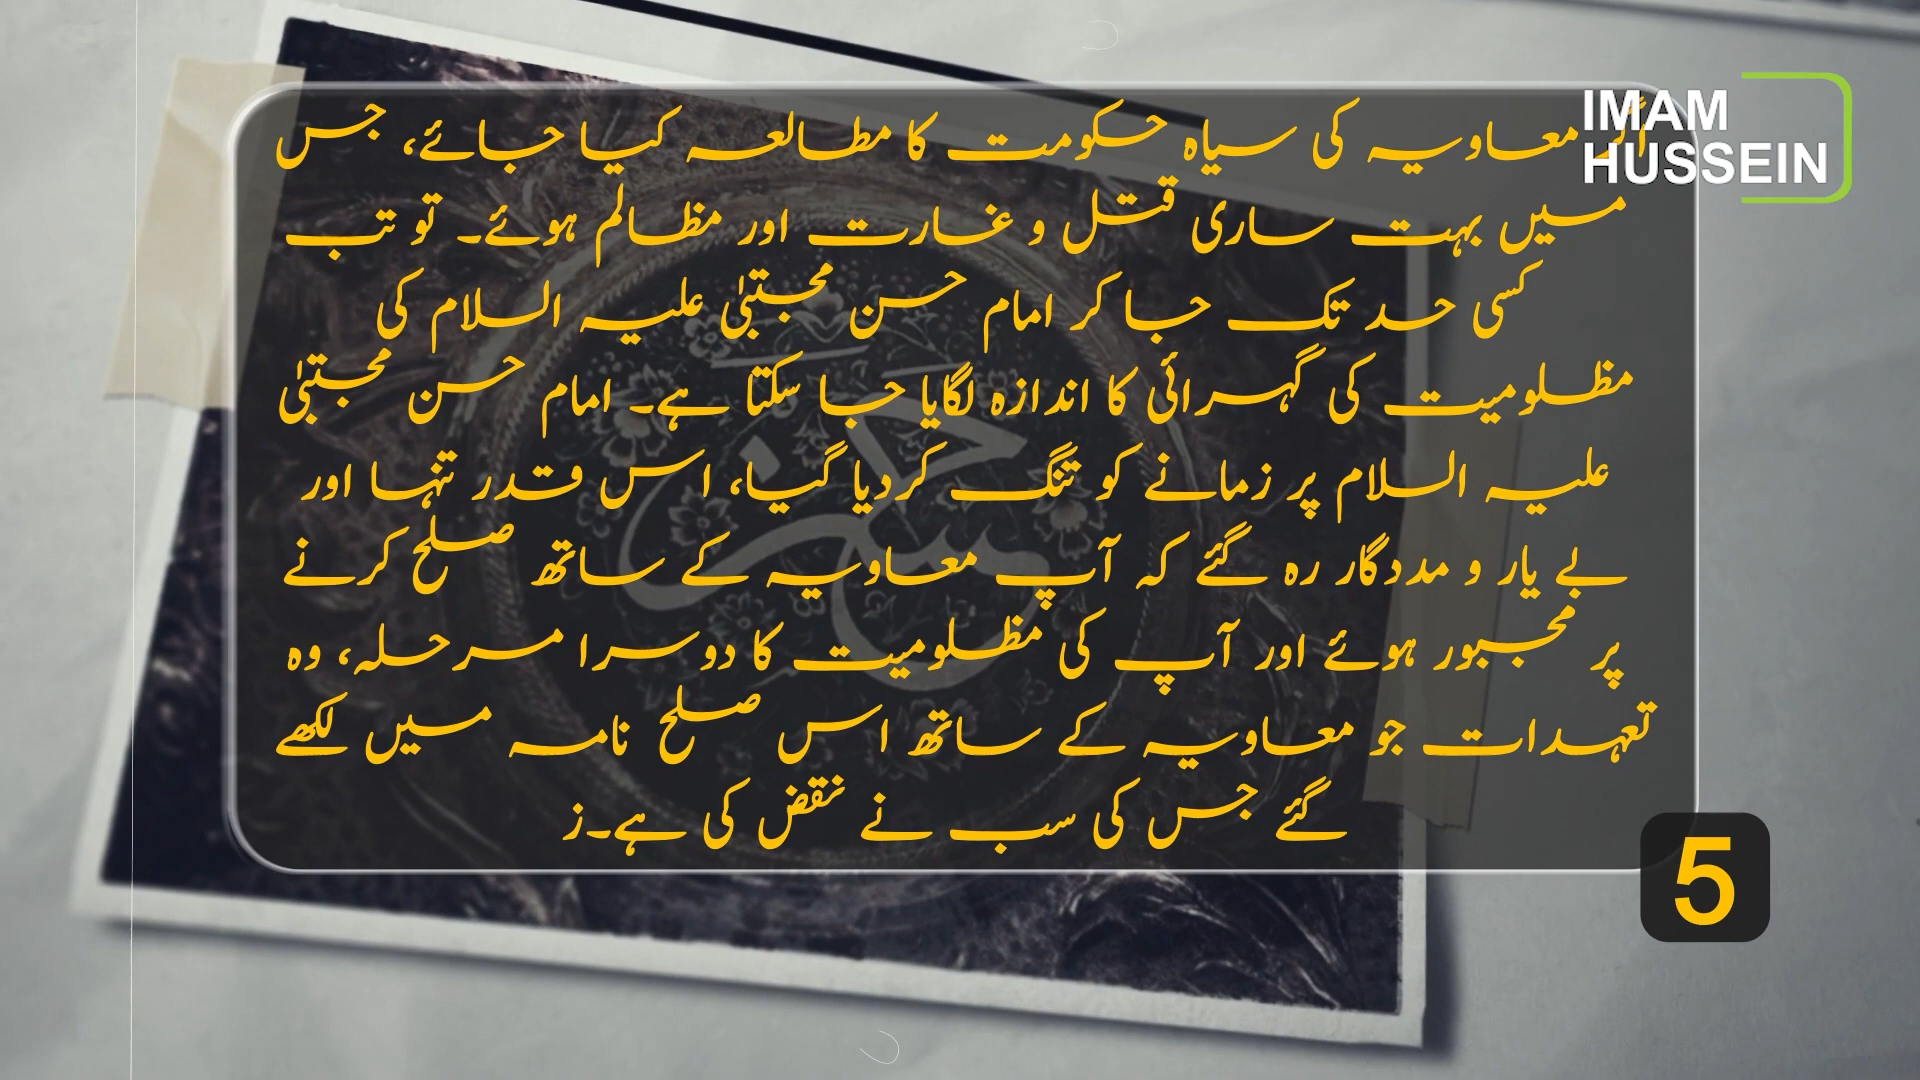 IMAM
HUSSEIN
اگر معاویہ کی سیاہ حکومت کا مطالعہ کیا جائے، جس
میں بہت ساری قتل و غارت اور مظالم ہوئے۔ تو تب
کسی حد تک جا کر امام حسن مجتبیٰ علیہ السلام کی
مظلومیت کی گہرائی کا اندازہ لگایا جا سکتا ہے۔ امام حسن مجتبیٰ
علیہ السلام پر زمانے کو تنگ کردیا گیا، اس قدر تنہا اور
بے یار و مددگار رہ گئے کہ آپ معاویہ کے ساتھ صلح کرنے
پر مجبور ہوئے اور آپ کی مظلومیت کا دوسرا مرحلہ، وہ
تعہدات جو معاویہ کے ساتھ اس صلح نامہ میں لکھے
گئے جس کی سب نے نقض کی ہے۔ز
5